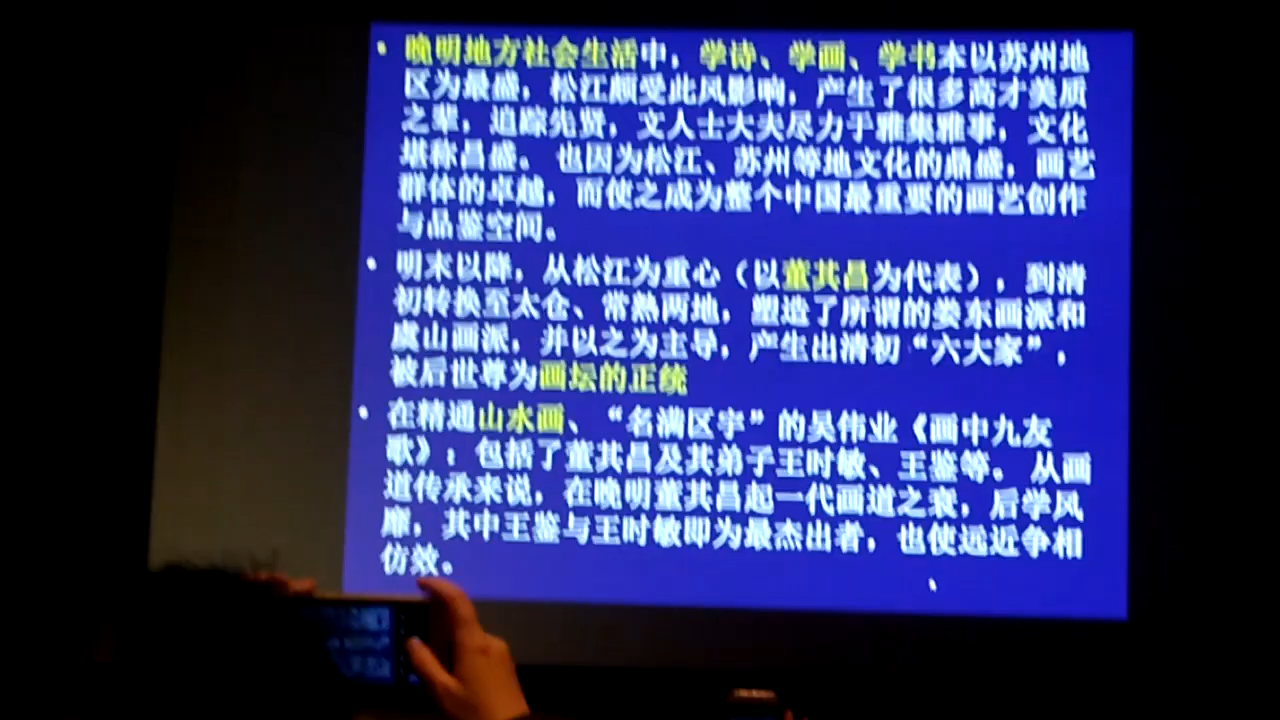 • 晚明地方社会生活中，学诗、学画、学书本以苏州地
区为最盛，松江颇受此风影响，产生了很多高才美质
之辈，追踪先贤，文人士大夫尽力于雅集雅事，文化
堪称昌盛。 也因为松江、苏州等地文化的鼎盛，画艺
群体的卓越，而使之成为整个中国最重要的画艺创作
与品鉴空间。
• 明末以降，从松江为重心（以董其昌为代表），到清
初转换至太仓、常熟两地，塑造了所谓的娄东画派和
虞山画派，并以之为主导，产生出清初“六大家”，
被后世尊为画坛的正统
• 在精通山水画、“名满区宇”的吴伟业《画中九友
歌》：包括了董其昌及其弟子王时敏、王鉴等。 从画
道传承来说，在晚明董其昌起一代画道之衰，后学风
靡，其中王鉴与王时敏即为最杰出者，也使远近争相
仿效。